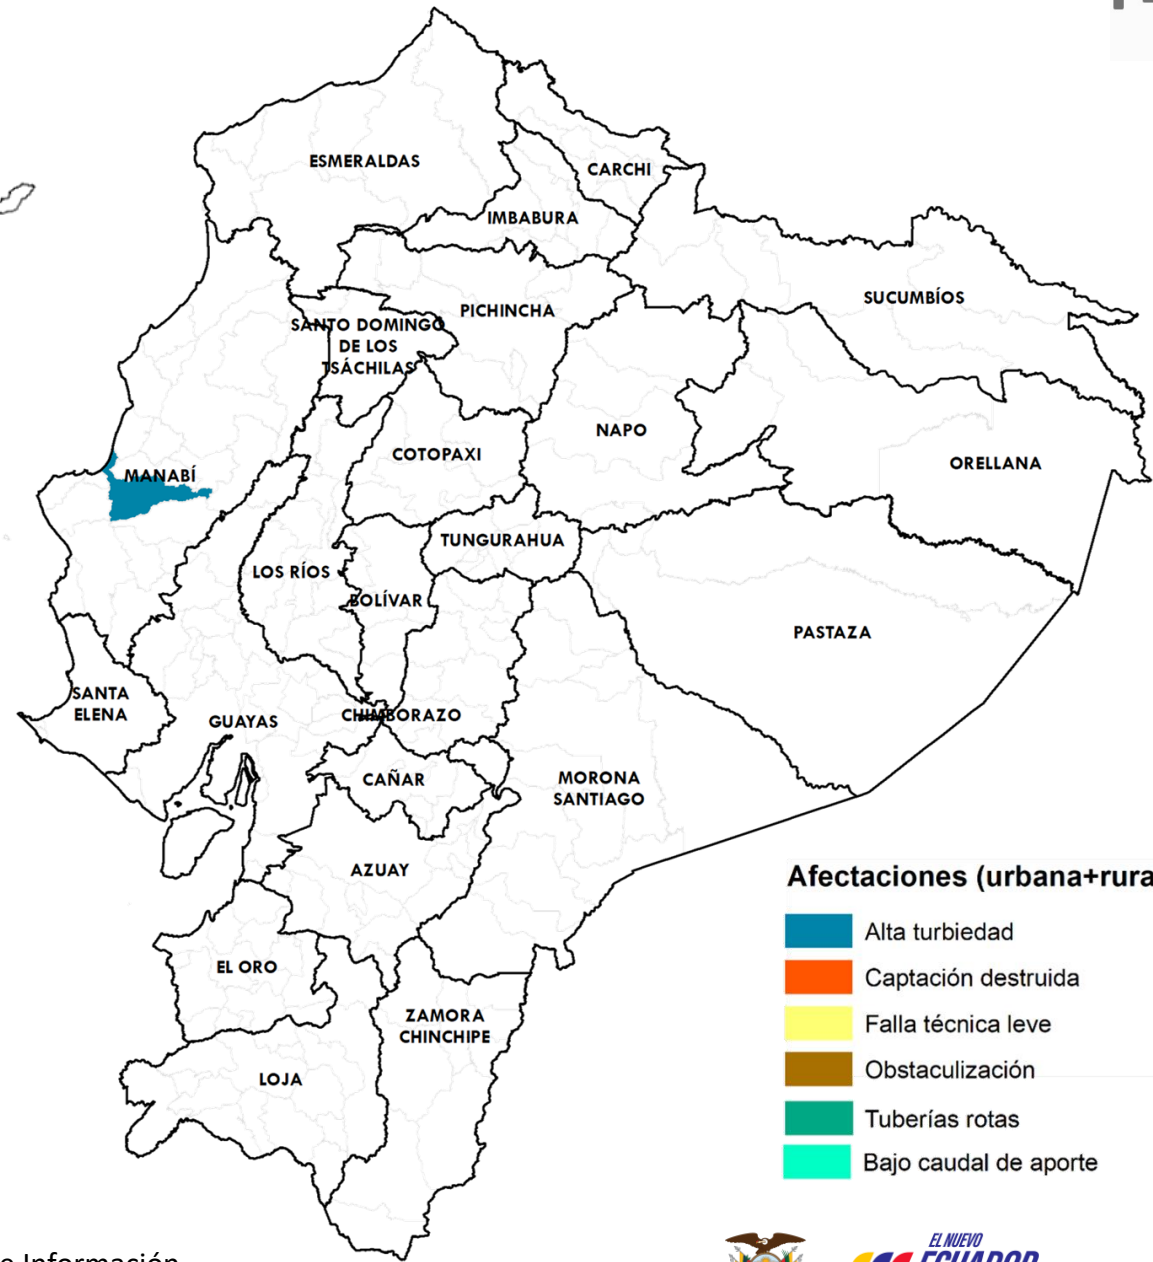 ESMERALDAS
CARCHI
IMBABURA
SUCUMBÍOS
PICHINCHA
SANTO DOMINGO
DE LOS
TSÁCHILAS
NAPO
COTOPAXI
ORELLANA
MANABÍ
TUNGURAHUA
LOS RÍOS
BOLÍVAR
PASTAZA
SANTA
ELENA
GUAYAS
CHIMBORAZO
CAÑAR
MORONA
SANTIAGO
AZUAY
EL ORO
ZAMORA
CHINCHIPE
LOJA
Afectaciones (urbana+rura
Alta turbiedad
Captación destruida
Falla técnica leve
Obstaculización
Tuberías rotas
Bajo caudal de aporte
e Información
EL NUEVO
ECUADOR